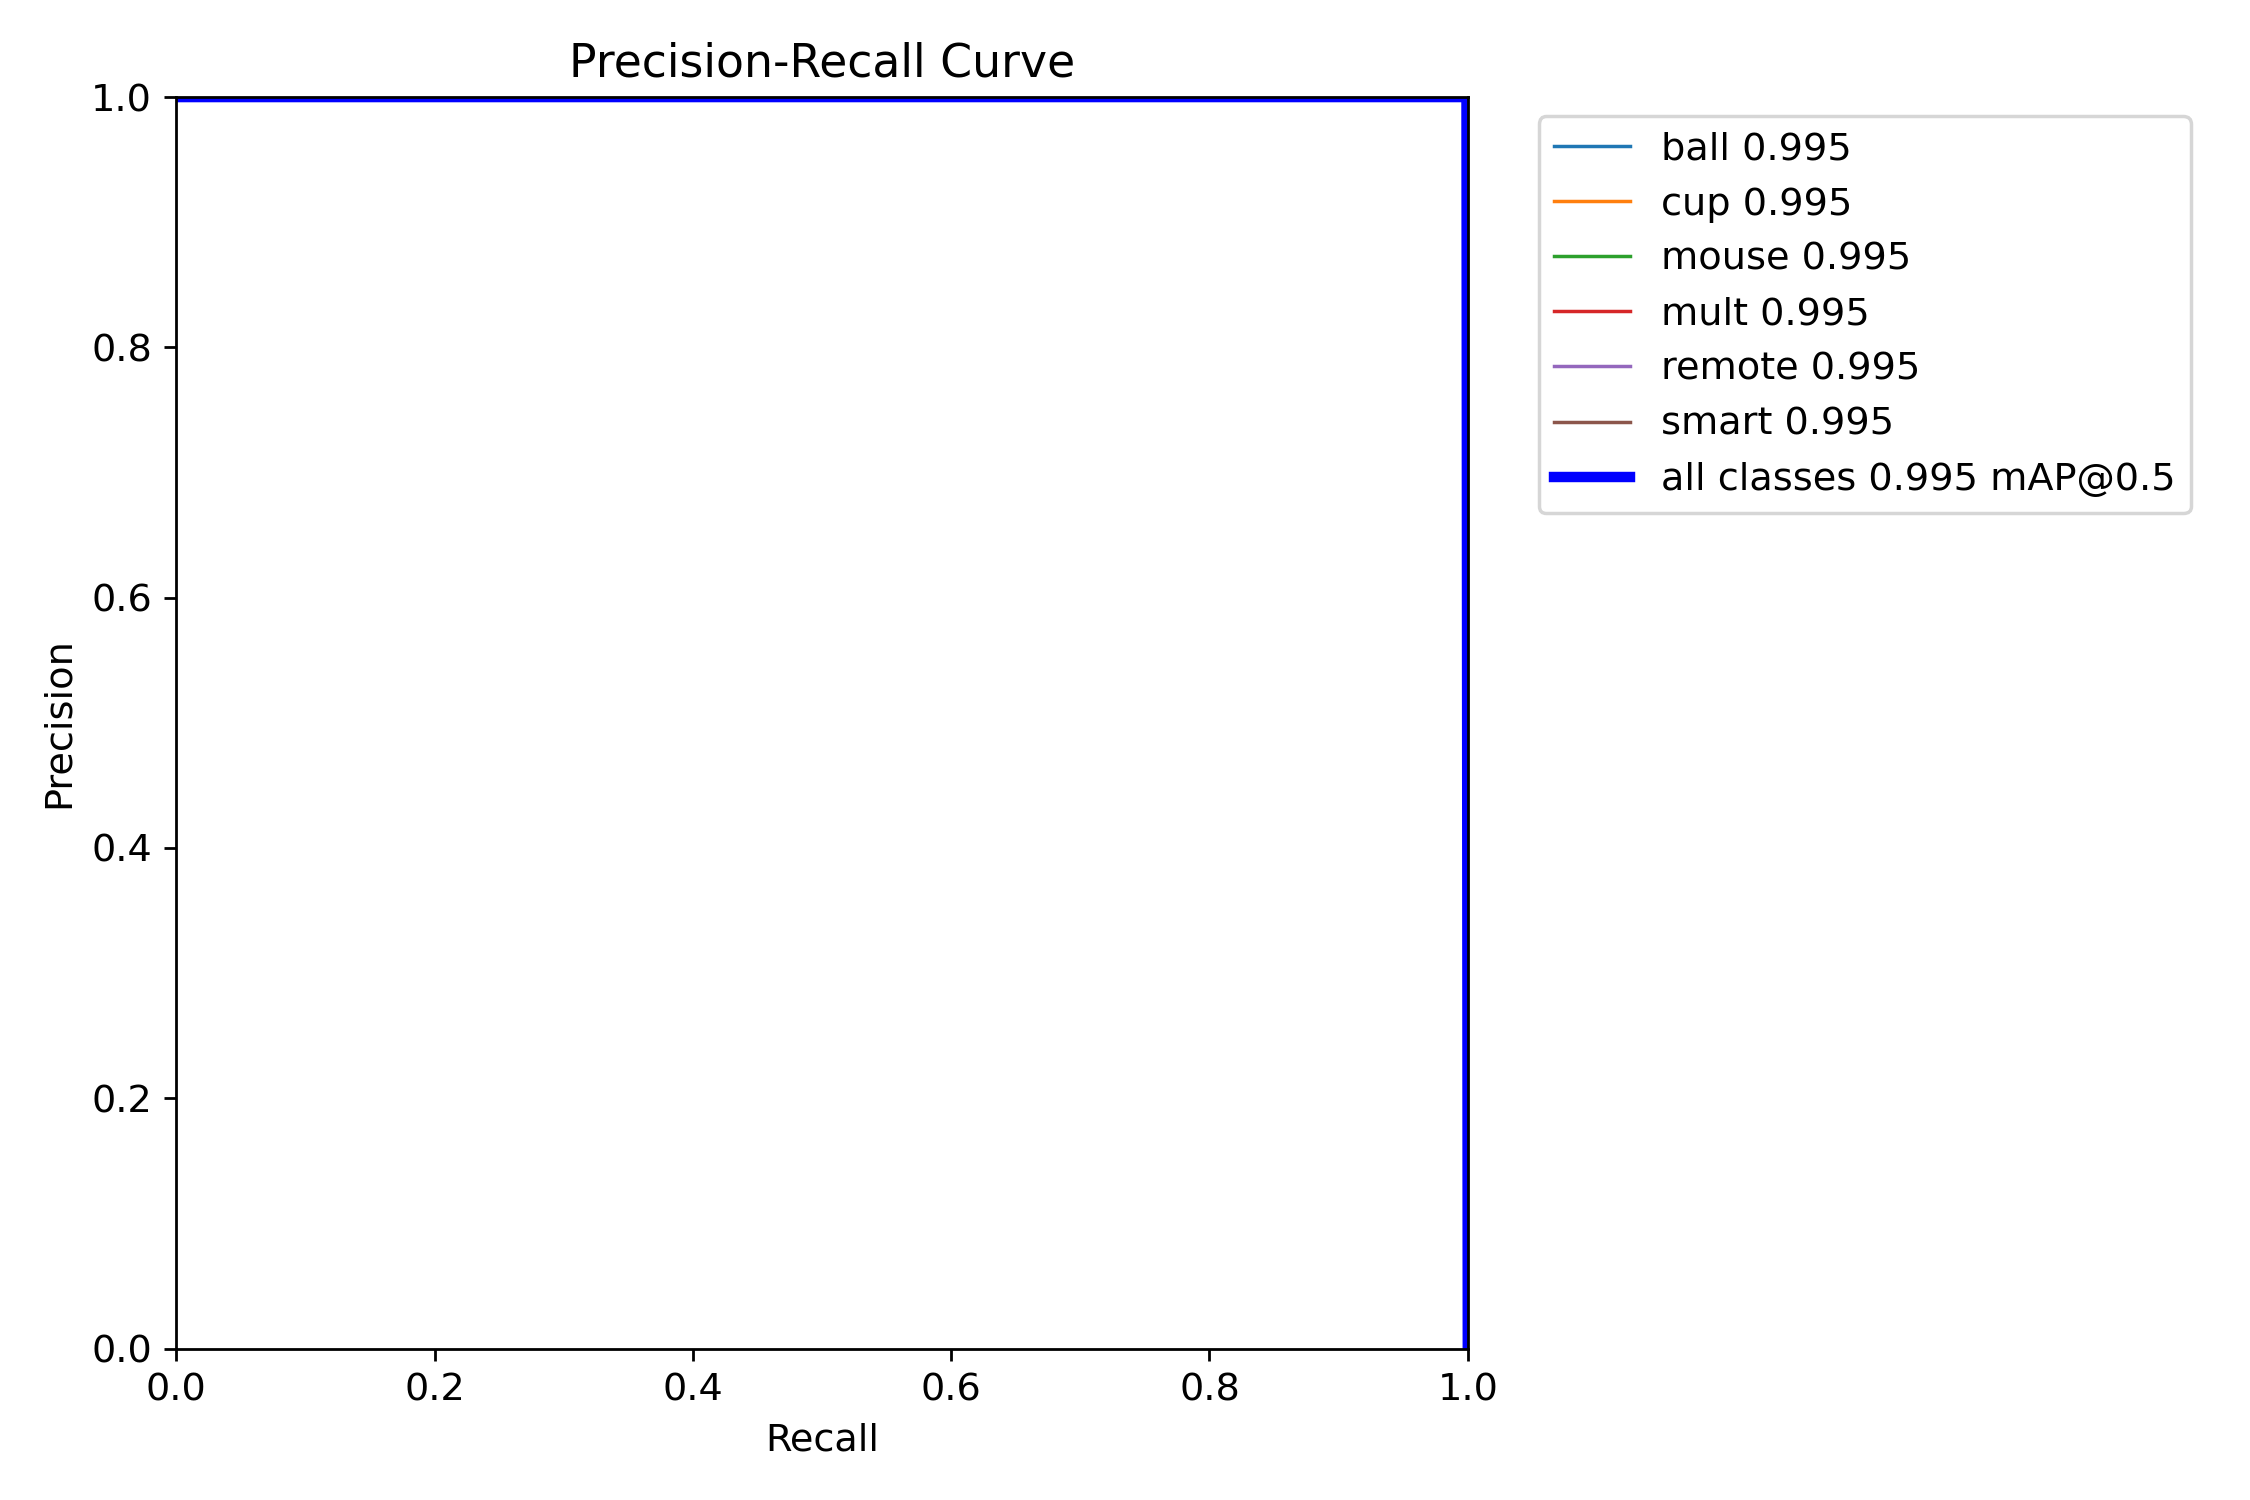 Precision-Recall Curve
1.0
0.8
0.6
0.4
0.2
0.0
Precision
0.0 0.2 0.4 0.6 0.8 1.0
Recall
ball 0.995
cup 0.995
mouse 0.995
mult 0.995
remote 0.995
smart 0.995
all classes 0.995 mAP@0.5